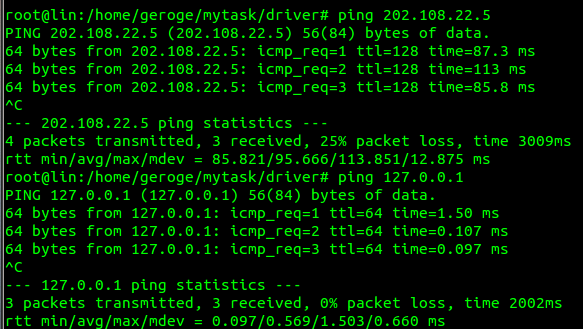 root@lin:/home/geroge/mytask/driver# ping 202.108.22.5
PING 202.108.22.5 (202.108.22.5) 56(84) bytes of data.
64 bytes from 202.108.22.5: icmp_req=1 ttl=128 time=87.3 ms
64 bytes from 202.108.22.5: icmp_req=2 ttl=128 time=113 ms
64 bytes from 202.108.22.5: icmp_req=3 ttl=128 time=85.8 ms
^C
--- 202.108.22.5 ping statistics ---
4 packets transmitted, 3 received, 25% packet loss, time 3009ms
rtt min/avg/max/mdev = 85.821/95.666/113.851/12.875 ms
root@lin:/home/geroge/mytask/driver# ping 127.0.0.1
PING 127.0.0.1 (127.0.0.1) 56(84) bytes of data.
64 bytes from 127.0.0.1: icmp_req=1 ttl=64 time=1.50 ms
64 bytes from 127.0.0.1: icmp_req=2 ttl=64 time=0.107 ms
64 bytes from 127.0.0.1: icmp_req=3 ttl=64 time=0.097 ms
^C
--- 127.0.0.1 ping statistics ---
3 packets transmitted, 3 received, 0% packet loss, time 2002ms
rtt min/avg/max/mdev = 0.097/0.569/1.503/0.660 ms